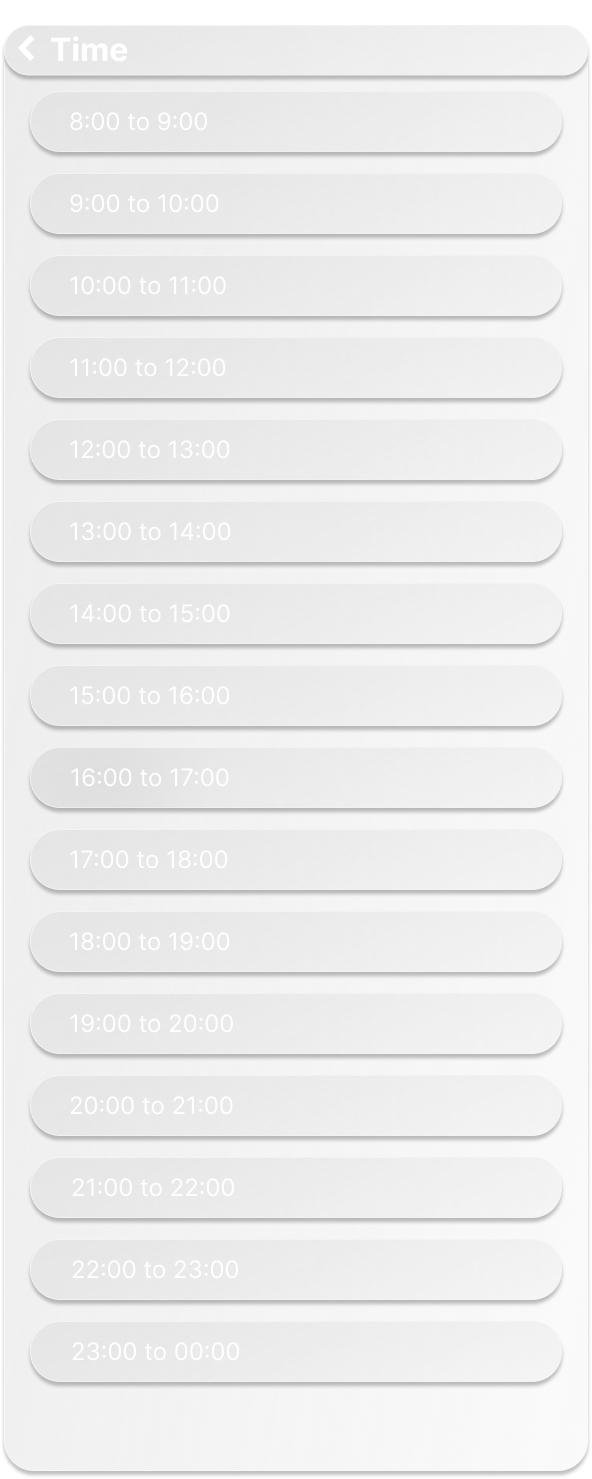 Time
8:00 to 9:00
9:00 to 10:00
10:00 to 11:00
11:00 to 12:00
12:00 to 13:00
13:00 to 14:00
14:00 to 15:00
15:00 to 16:00
16:00 to 17:00
17:00 to 18:00
18:00 to 19:00
19:00 to 20:00
20:00 to 21:00
21:00 to 22:00
22:00 to 23:00
23:00 to 00:00